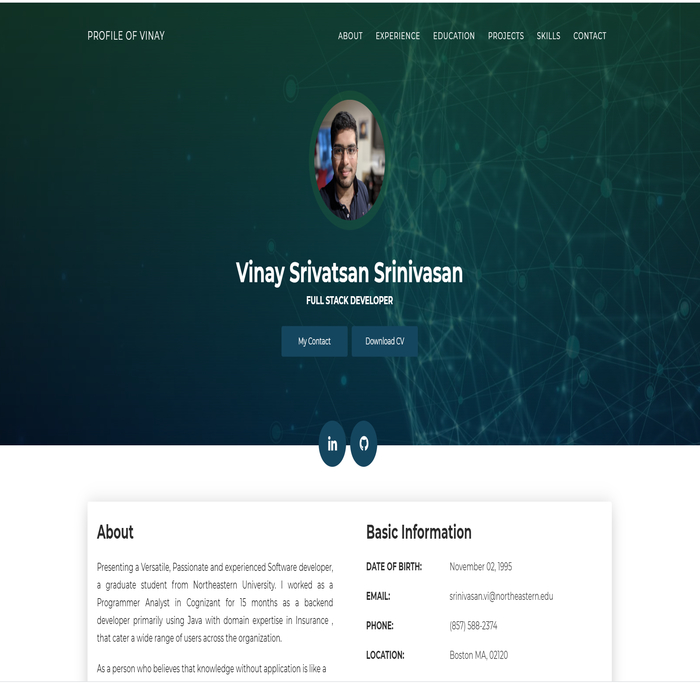 PROFILE OF VINAY
ABOUT EXPERIENCE EDUCATION PROJECTS SKILLS CONTACT
Vinay Srivatsan Srinivasan
FULL STACK DEVELOPER
My Contact Download CV
in
About
Presenting a Versatile, Passionate and experienced Software developer,
a graduate student from Northeastern University. I worked as a
Programmer Analyst in Cognizant for 15 months as a backend
developer primarily using Java with domain expertise in Insurance ,
that cater a wide range of users across the organization.
As a person who believes that knowledge without application is like a
Basic Information
DATE OF BIRTH: November 02, 1995
EMAIL: srinivasan.vi@northeastern.edu
PHONE: (857) 588-2374
LOCATION: Boston MA, 02120